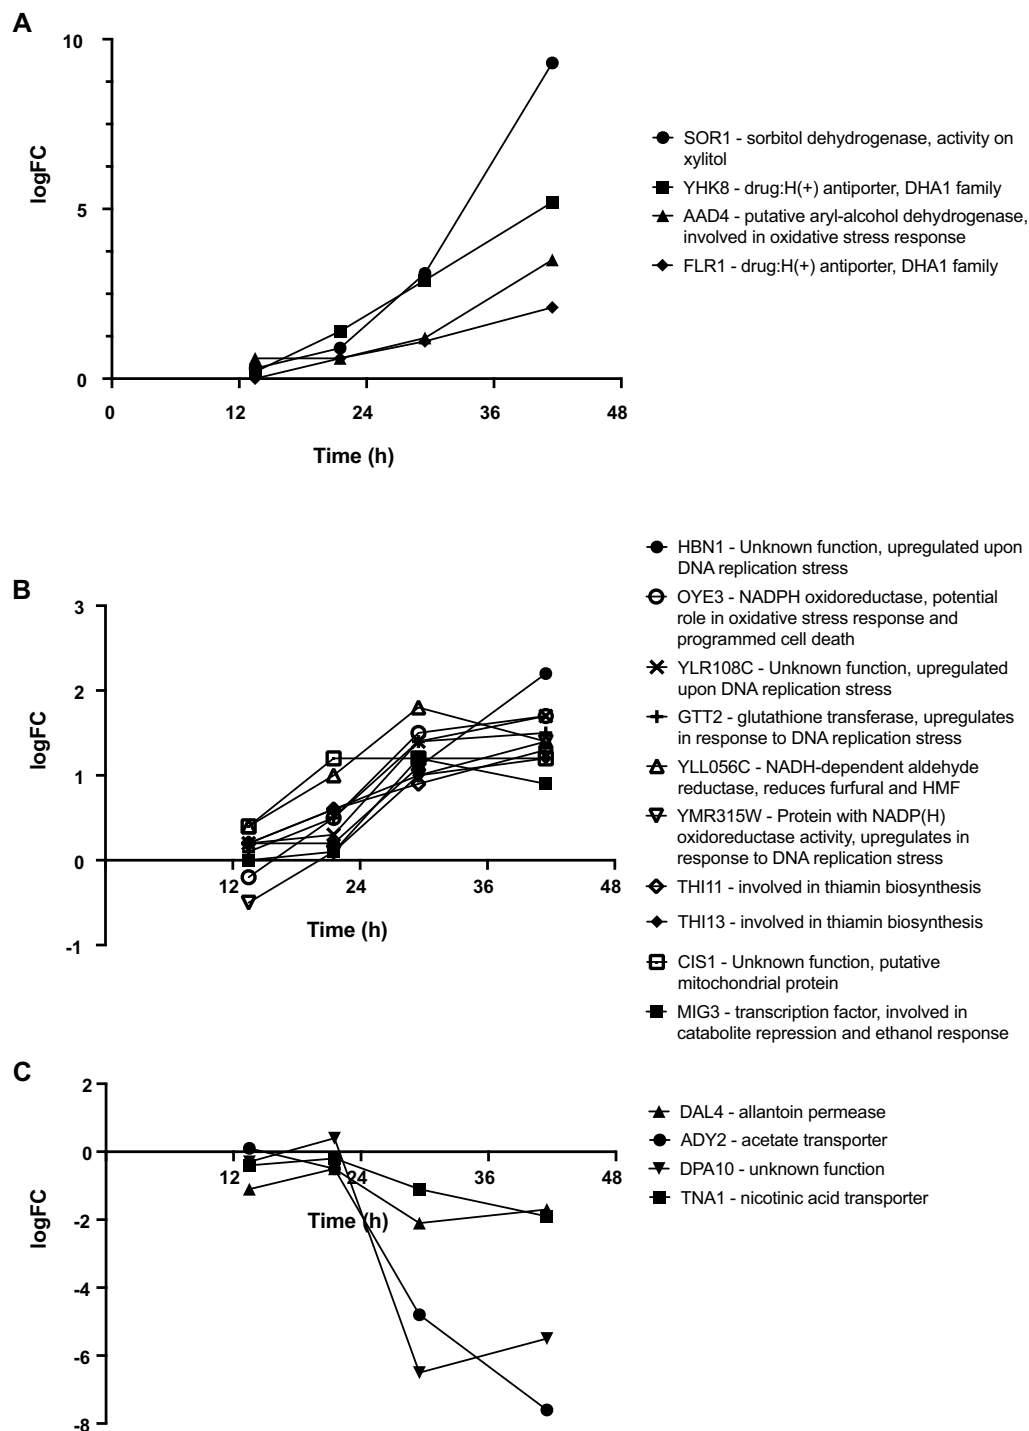 A
10
5
0
logFC
0
12
24
36
48
Time (h)
SOR1 - sorbitol dehydrogenase, activity on
xylitol
YHK8 - drug:H(+) antiporter, DHA1 family
AAD4 - putative aryl-alcohol dehydrogenase,
involved in oxidative stress response
FLR1 - drug:H(+) antiporter, DHA1 family
B
3
2
1
0
-1
logFC
12
24
36
48
Time (h)
HBN1 - Unknown function, upregulated upon
DNA replication stress
OYE3 - NADPH oxidoreductase, potential
role in oxidative stress response and
programmed cell death
YLR108C - Unknown function, upregulated
upon DNA replication stress
GTT2 - glutathione transferase, upregulates
in response to DNA replication stress
YLL056C - NADH-dependent aldehyde
reductase, reduces furfural and HMF
YMR315W - Protein with NADP(H)
oxidoreductase activity, upregulates in
response to DNA replication stress
THI11 - involved in thiamin biosynthesis
THI13 - involved in thiamin biosynthesis
CIS1 - Unknown function, putative
mitochondrial protein
MIG3 - transcription factor, involved in
catabolite repression and ethanol response
C
2
0
-2
-4
-6
-8
logFC
12
24
36
48
Time (h)
DAL4 - allantoin permease
ADY2 - acetate transporter
DPA10 - unknown function
TNA1 - nicotinic acid transporter